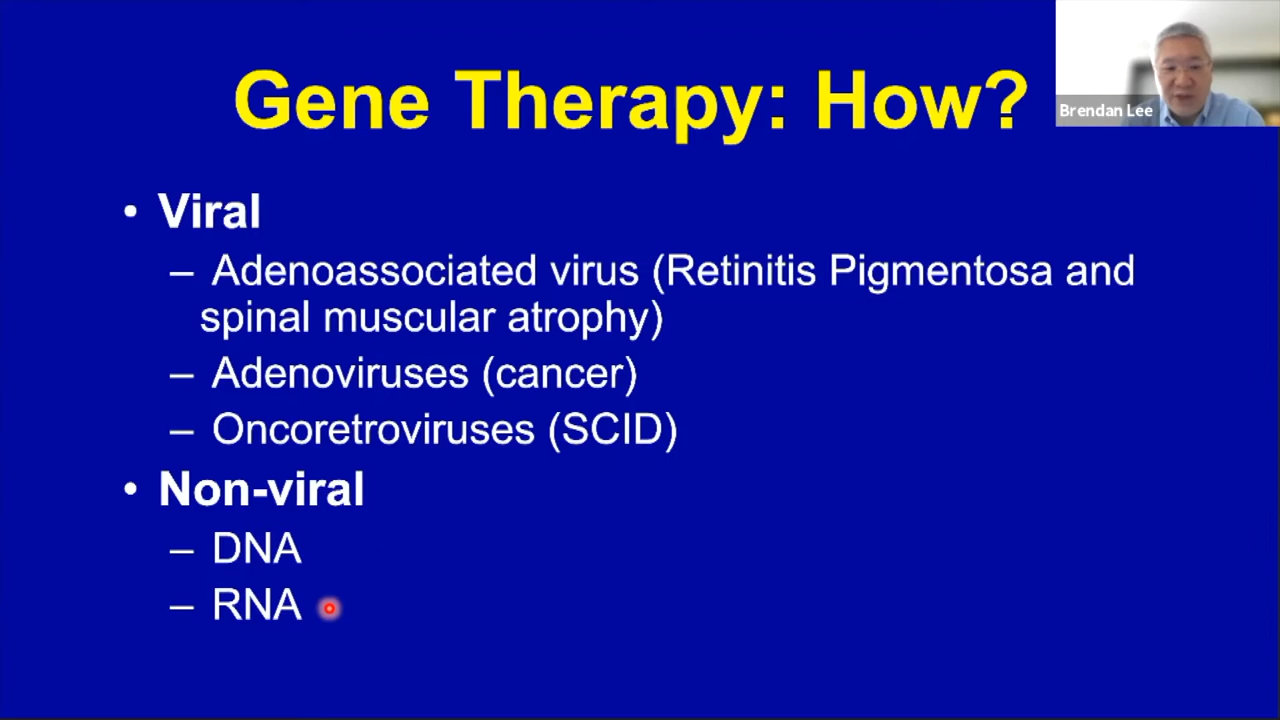 Gene Therapy: How?
Brendan Lee
• Viral
– Adenoassociated virus (Retinitis Pigmentosa and
spinal muscular atrophy)
– Adenoviruses (cancer)
– Oncoretroviruses (SCID)
• Non-viral
– DNA
– RNA